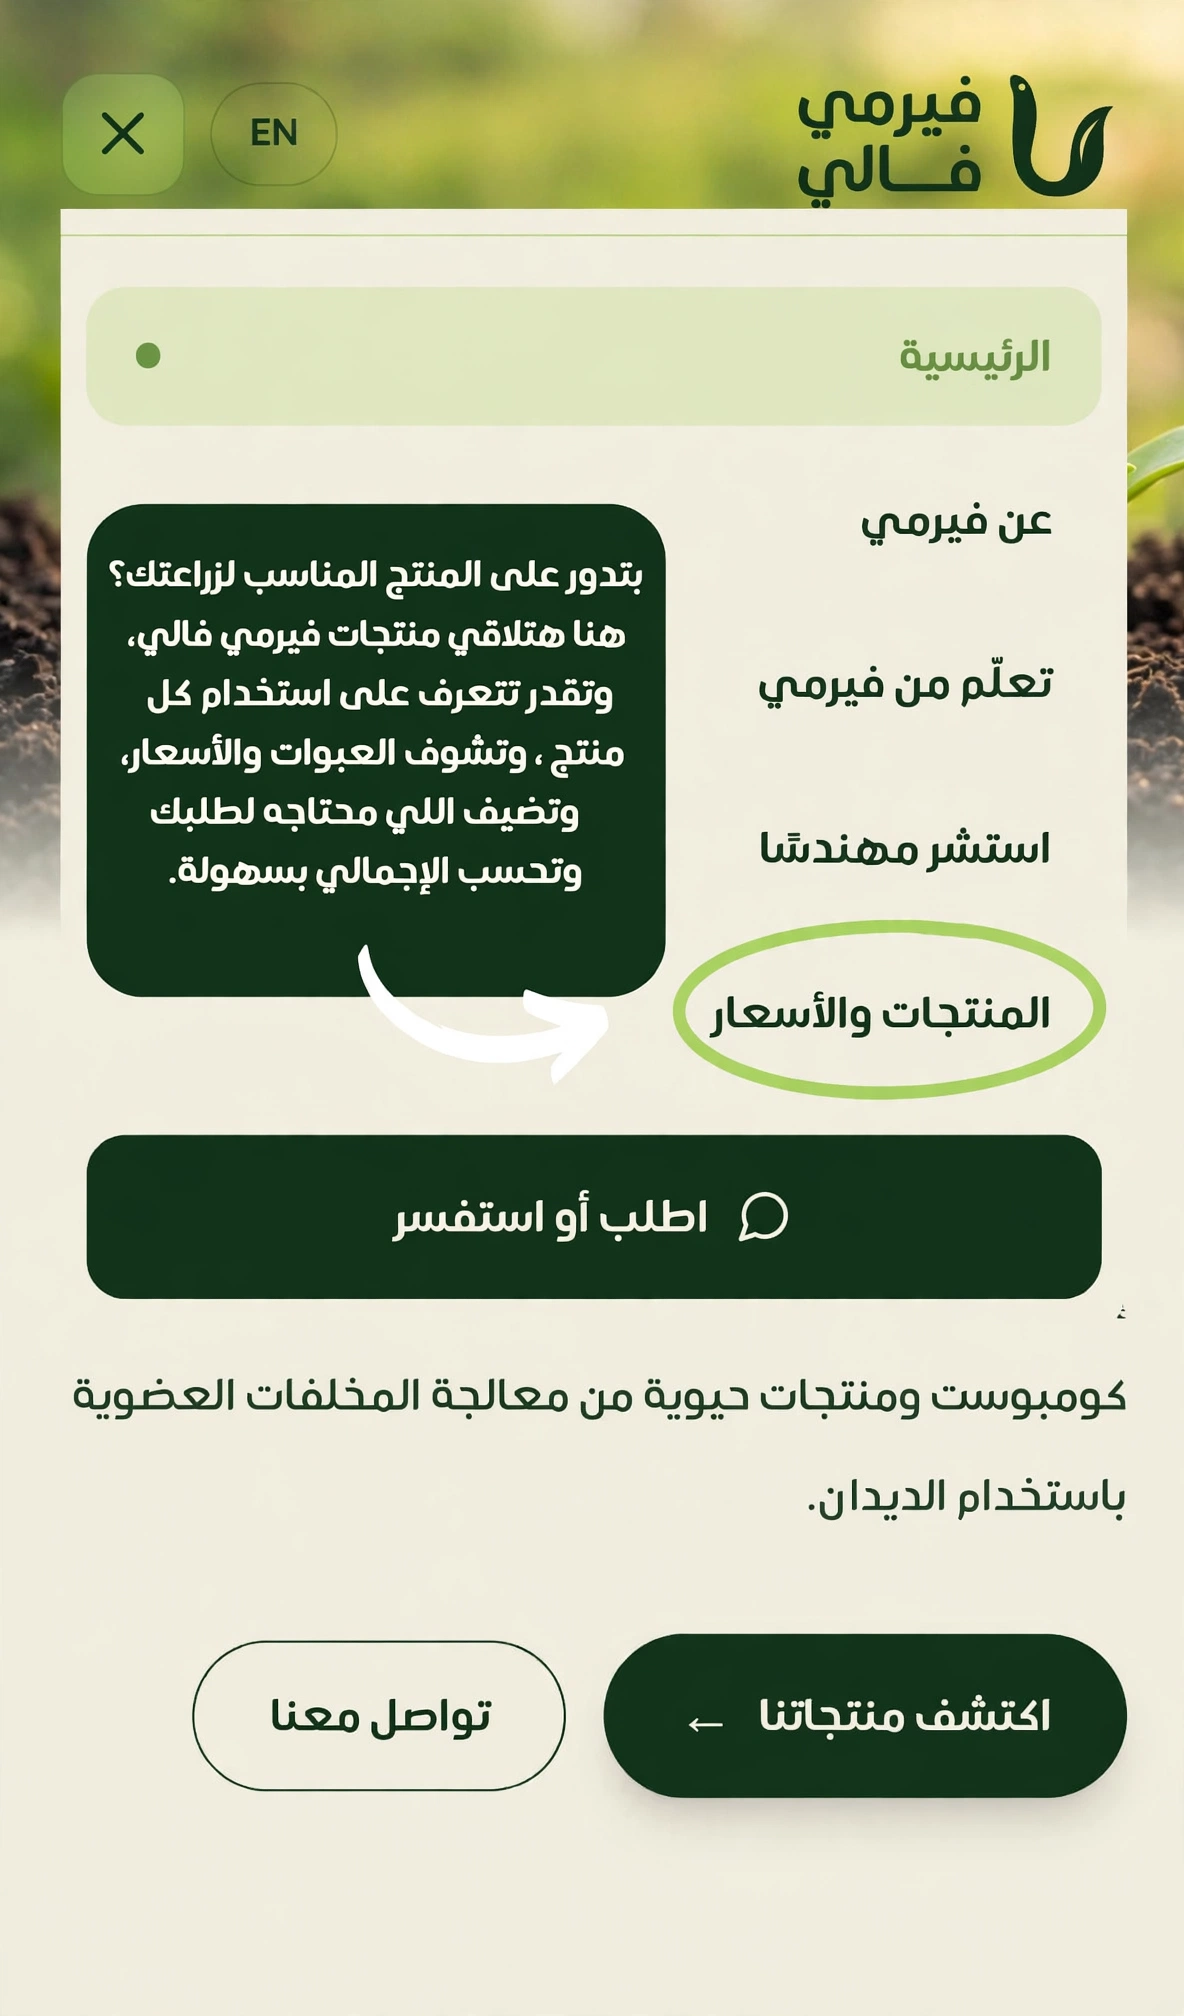 فيرمي
فالي
EN
الرئيسية
عن فيرمي
تعلّم من فيرمي
استشر مهندسًا
المنتجات والأسعار
بتدور على المنتج المناسب لزراعتك؟
هنا هتلاقي منتجات فيرمي فالي،
وتقدر تتعرف على استخدام كل
منتج ، وتشوف العبوات والأسعار،
وتضيف اللي محتاجه لطلبك
وتحسب الإجمالي بسهولة.
اطلب أو استفسر
كومبوست ومنتجات حيوية من معالجة المخلفات العضوية
باستخدام الديدان.
اكتشف منتجاتنا ←
تواصل معنا